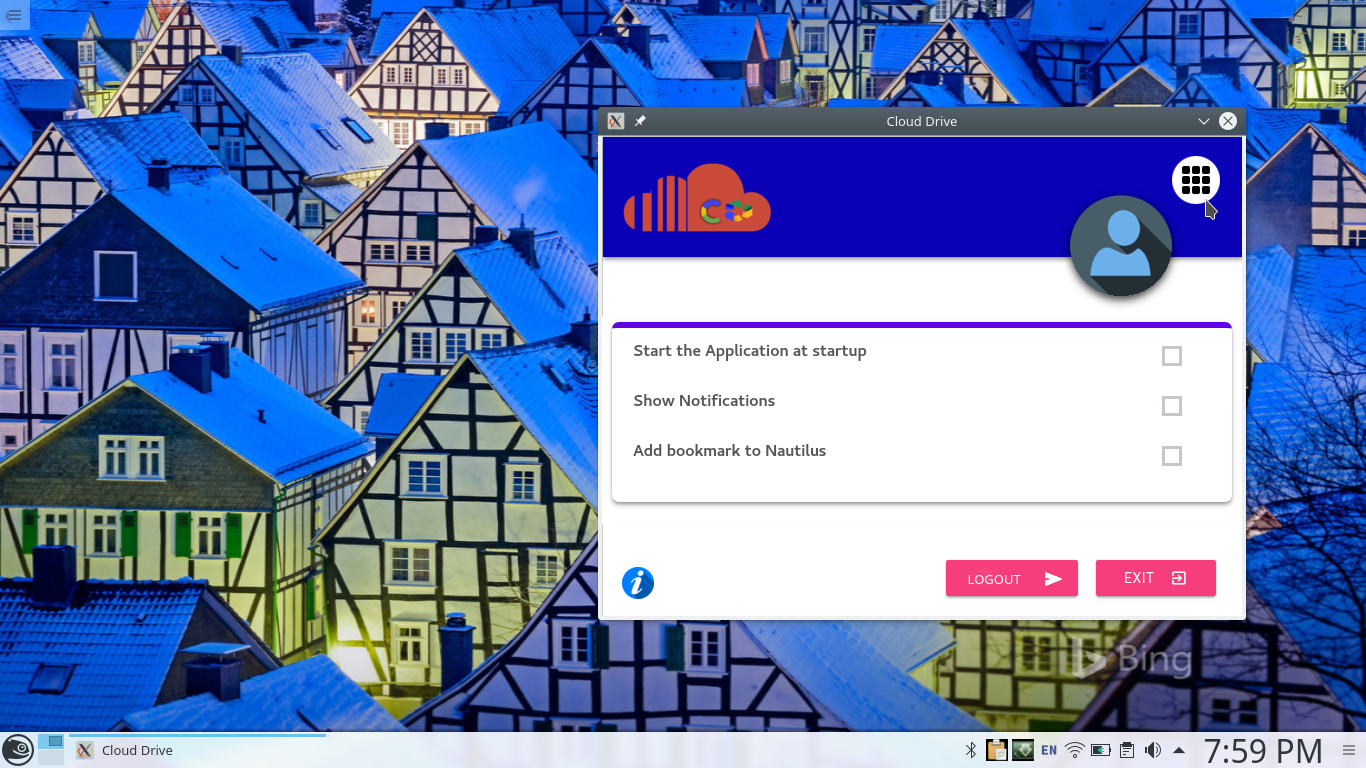 Cloud Drive
Start the Application at startup
Show Notifications
Add bookmark to Nautilus
LOGOUT
EXIT
Bing
Cloud Drive
EN
7:59 PM